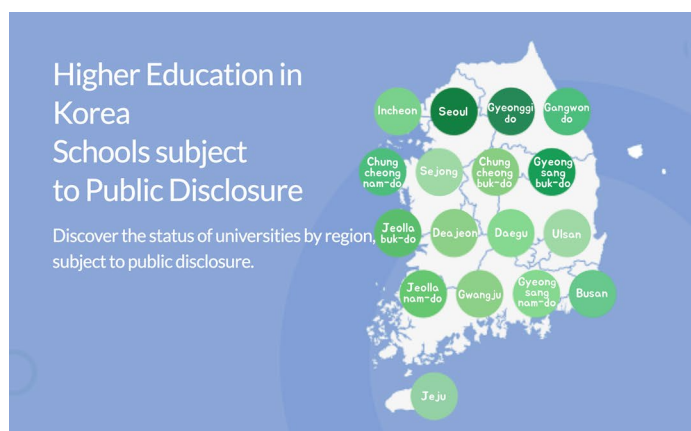 Higher Education in
Korea
Schools subject
to Public Disclosure
Discover the status of universities by region,
subject to public disclosure.
Incheon
Seoul
Gyeonggi
do
Gangwon
do
Chung
cheong
nam-do
Sejong
Chung
cheong
buk-do
Gyeong
sang
buk-do
Jeolla
buk-do
Deajeon
Daegu
Ulsan
Jeolla
nam-do
Gwangju
Gyeong
sang
nam-do
Busan
Jeju